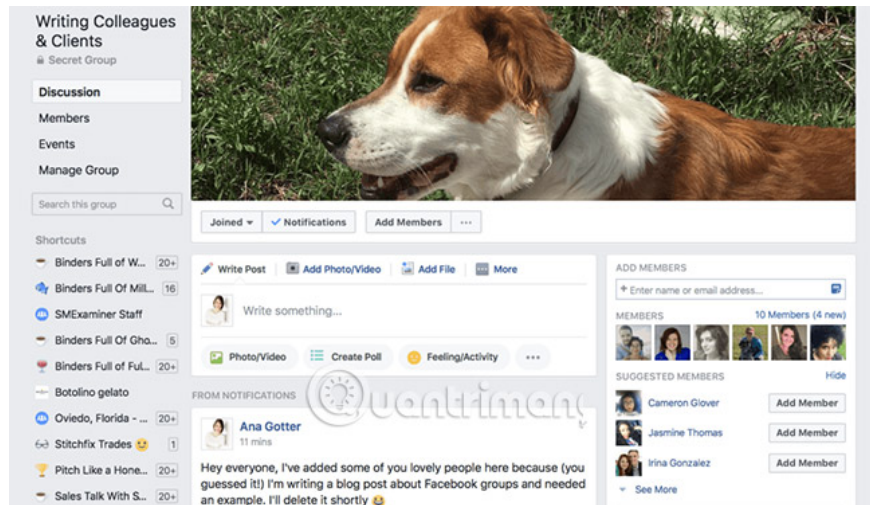 Writing Colleagues
& Clients
Secret Group
Discussion
Members
Events
Manage Group
Search this group
Shortcuts
Binders Full of W... 20+
Binders Full Of Mill... 16
SMExaminer Staff
Binders Full Of Gho... 5
Binders Full of Ful... 20+
Botolino gelato
Oviedo, Florida - ... 20+
Stitchfix Trades 😀 1
Pitch Like a Hone... 20+
Sales Talk With S... 20+
Joined ✓ Notifications Add Members ...
Write Post Add Photo/Video Add File More
Write something...
Photo/Video Create Poll Feeling/Activity ...
FROM NOTIFICATIONS
Quantrimang
Ana Gotter
11 mins
Hey everyone, I've added some of you lovely people here because (you
guessed it!) I'm writing a blog post about Facebook groups and needed
an example. I'll delete it shortly 😂
ADD MEMBERS
+ Enter name or email address...
MEMBERS 10 Members (4 new)
SUGGESTED MEMBERS Hide
Cameron Glover Add Member
Jasmine Thomas Add Member
Irina Gonzalez Add Member
See More